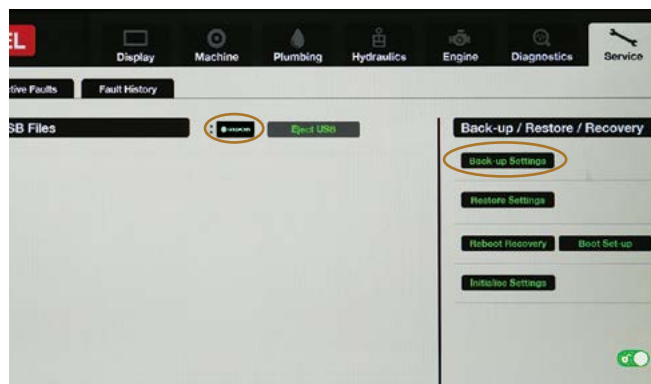 EL
Display Machine Plumbing Hydraulics Engine Diagnostics Service
tive Faults Fault History
SB Files : Eject USB Back-up / Restore / Recovery
Back-up Settings
Restore Settings
Reboot Recovery Boot Set-up
Initialise Settings